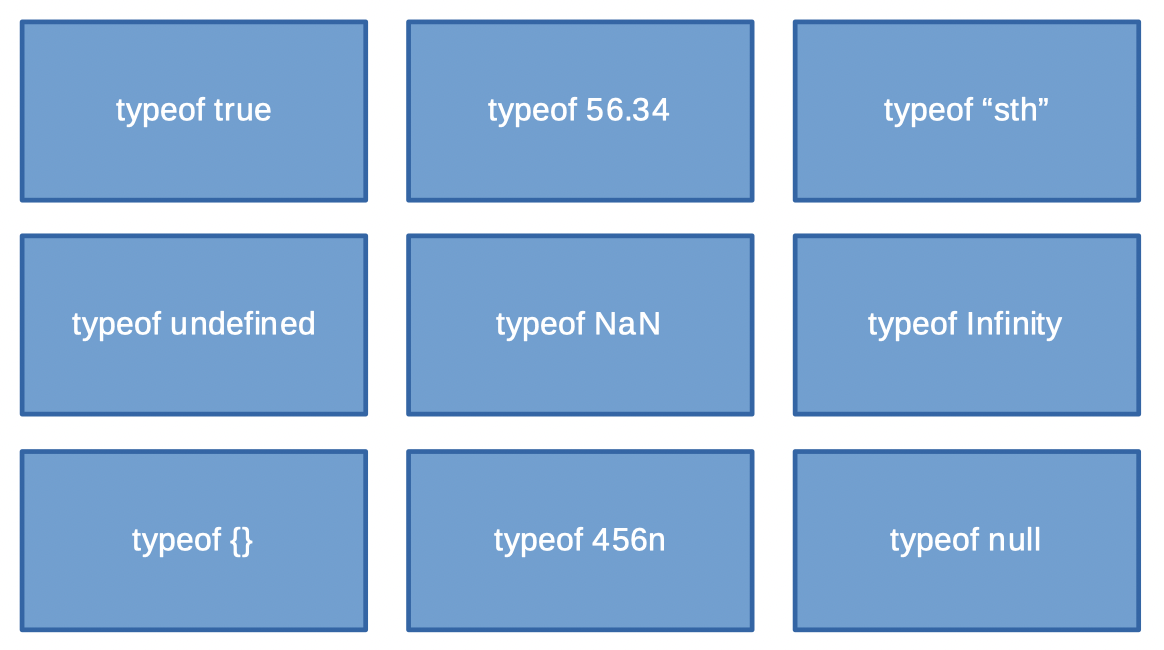 typeof true
typeof 56.34
typeof “sth”
typeof undefined
typeof NaN
typeof Infinity
typeof {}
typeof 456n
typeof null